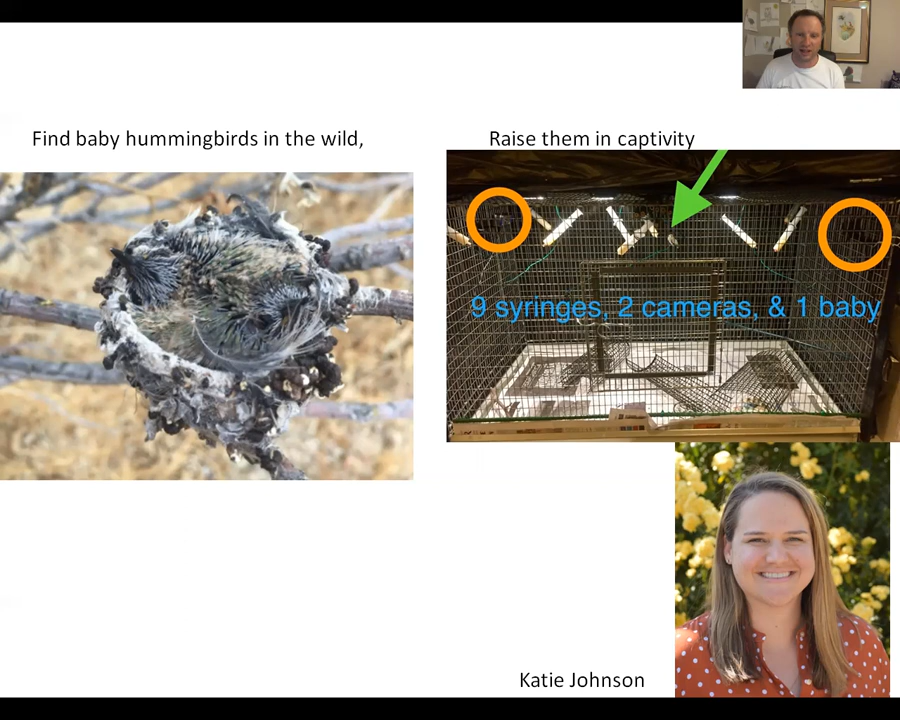 Find baby hummingbirds in the wild,
Raise them in captivity
9 syringes, 2 cameras, & 1 baby
Katie Johnson